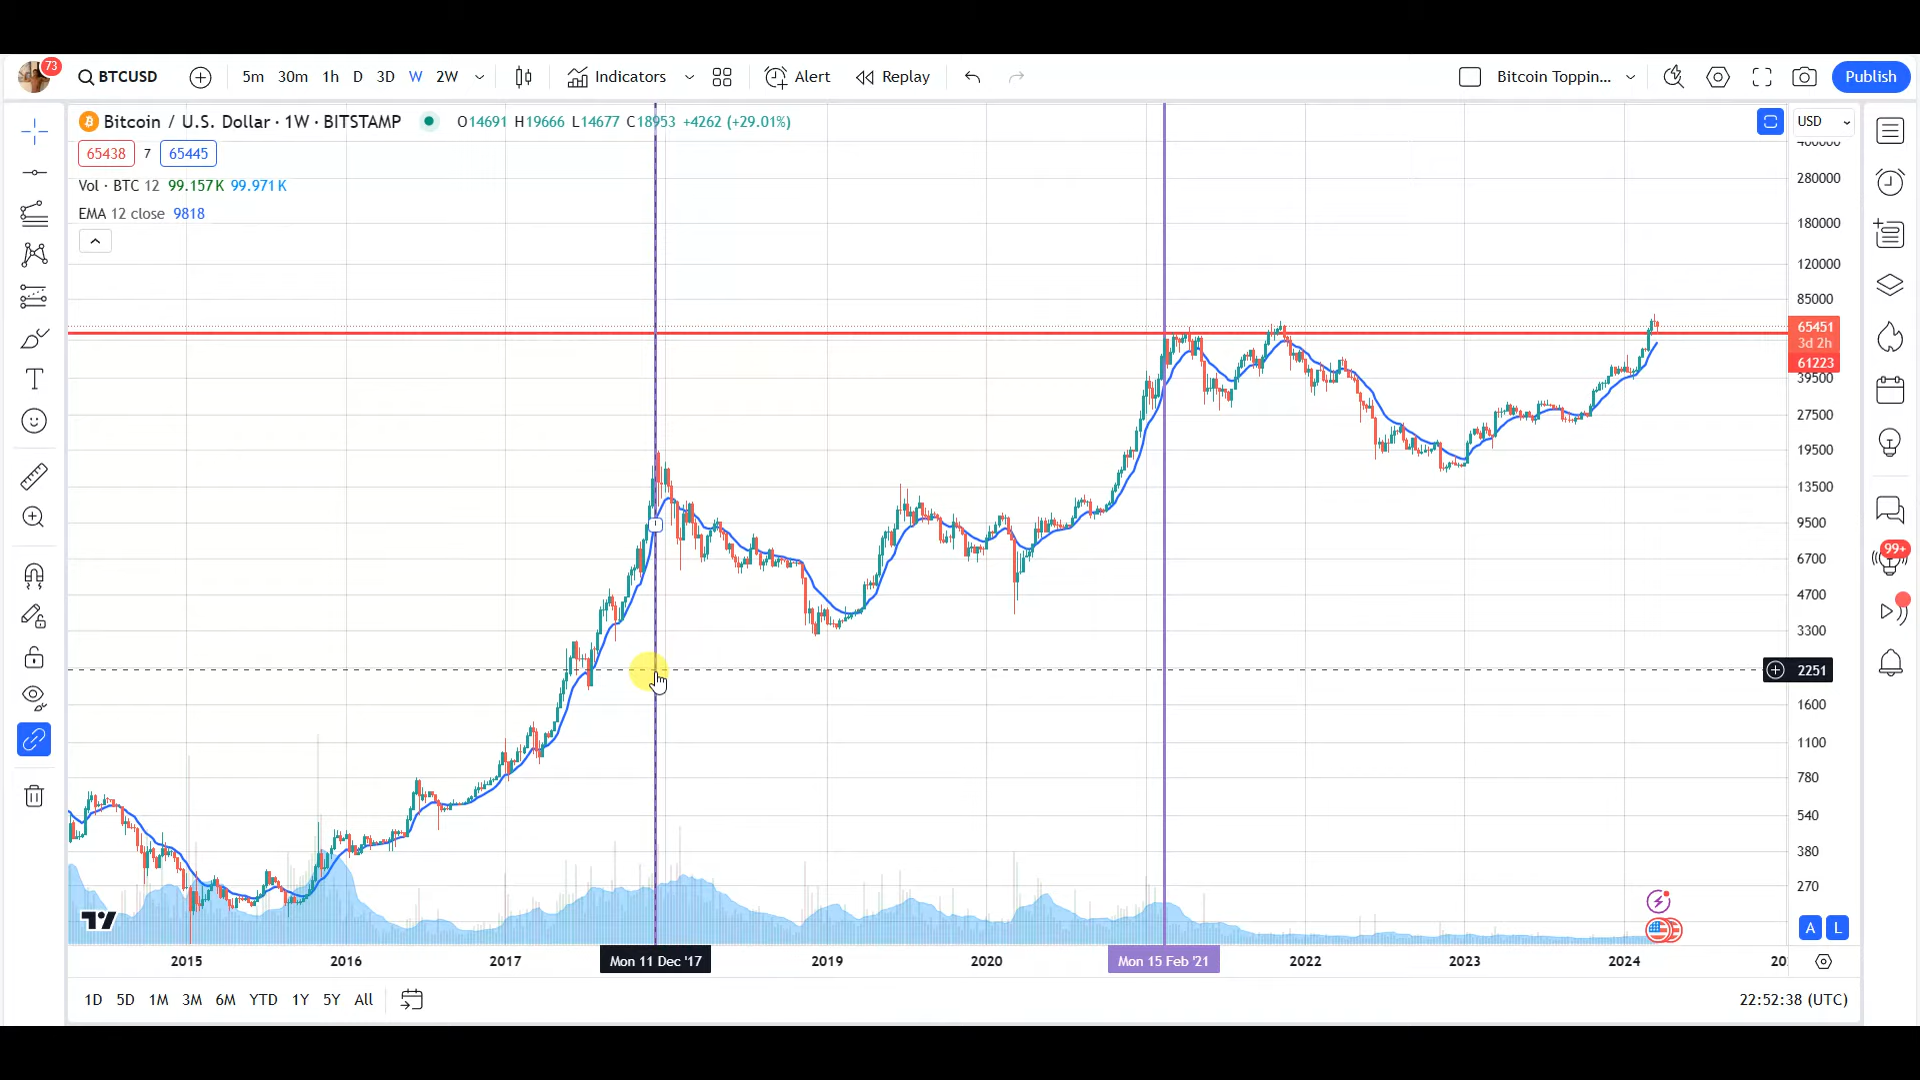 73
BTCUSD
5m 30m 1h D 3D W 2W
Indicators
Alert
Replay
Bitcoin Toppin...
Publish
Bitcoin / U.S. Dollar · 1W · BITSTAMP
O14691 H19666 L14677 C18953 +4262 (+29.01%)
USD
65438 7 65445
Vol · BTC 12 99.157K 99.971K
EMA 12 close 9818
400000
280000
180000
120000
85000
65451
3d 2h
61223
39500
27500
19500
13500
9500
99+
6700
4700
3300
2251
1600
1100
780
540
380
270
A L
2015 2016 2017 Mon 11 Dec '17 2019 2020 Mon 15 Feb '21 2022 2023 2024 20
1D 5D 1M 3M 6M YTD 1Y 5Y All
22:52:38 (UTC)